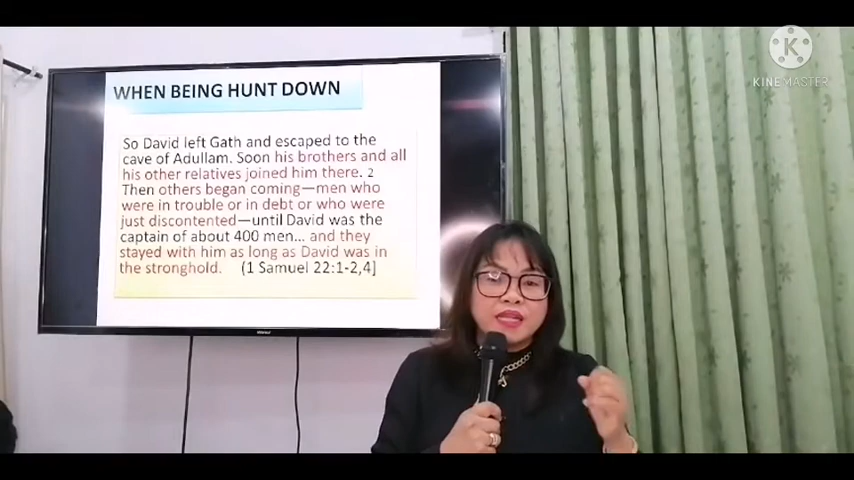 WHEN BEING HUNT DOWN
So David left Gath and escaped to the
cave of Adullam. Soon his brothers and all
his other relatives joined him there. 2
Then others began coming—men who
were in trouble or in debt or who were
just discontented—until David was the
captain of about 400 men... and they
stayed with him as long as David was in
the stronghold. (1 Samuel 22:1-2,4]
K
KINEMASTER